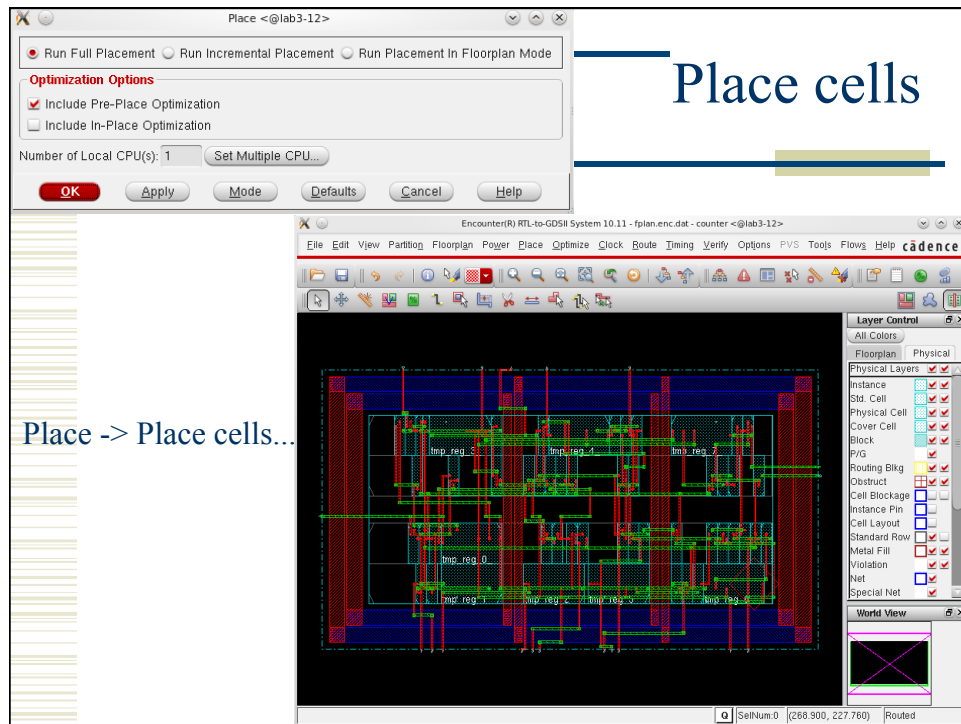 Place <@lab3-12>
Run Full Placement Run Incremental Placement Run Placement In Floorplan Mode
Optimization Options
Include Pre-Place Optimization
Include In-Place Optimization
Number of Local CPU(s): 1 Set Multiple CPU...
OK Apply Mode Defaults Cancel Help
Place cells
Place -> Place cells...
Encounter(R) RTL-to-GDSII System 10.11 - fplan.enc.dat - counter <@lab3-12>
File Edit View Partition Floorplan Power Place Optimize Clock Route Timing Verify Options PVS Tools Flows Help cādence
Layer Control
All Colors
Floorplan Physical
Physical Layers
Instance
Std. Cell
Physical Cell
Cover Cell
Block
P/G
Routing Blkg
Obstruct
Cell Blockage
Instance Pin
Cell Layout
Standard Row
Metal Fill
Violation
Net
Special Net
tmp_reg_3 tmp_reg_4 tmp_reg_7
tmp_reg_0
tmp_reg_1 tmp_reg_2
World View
Q SelNum:0 (268.900, 227.760) Routed